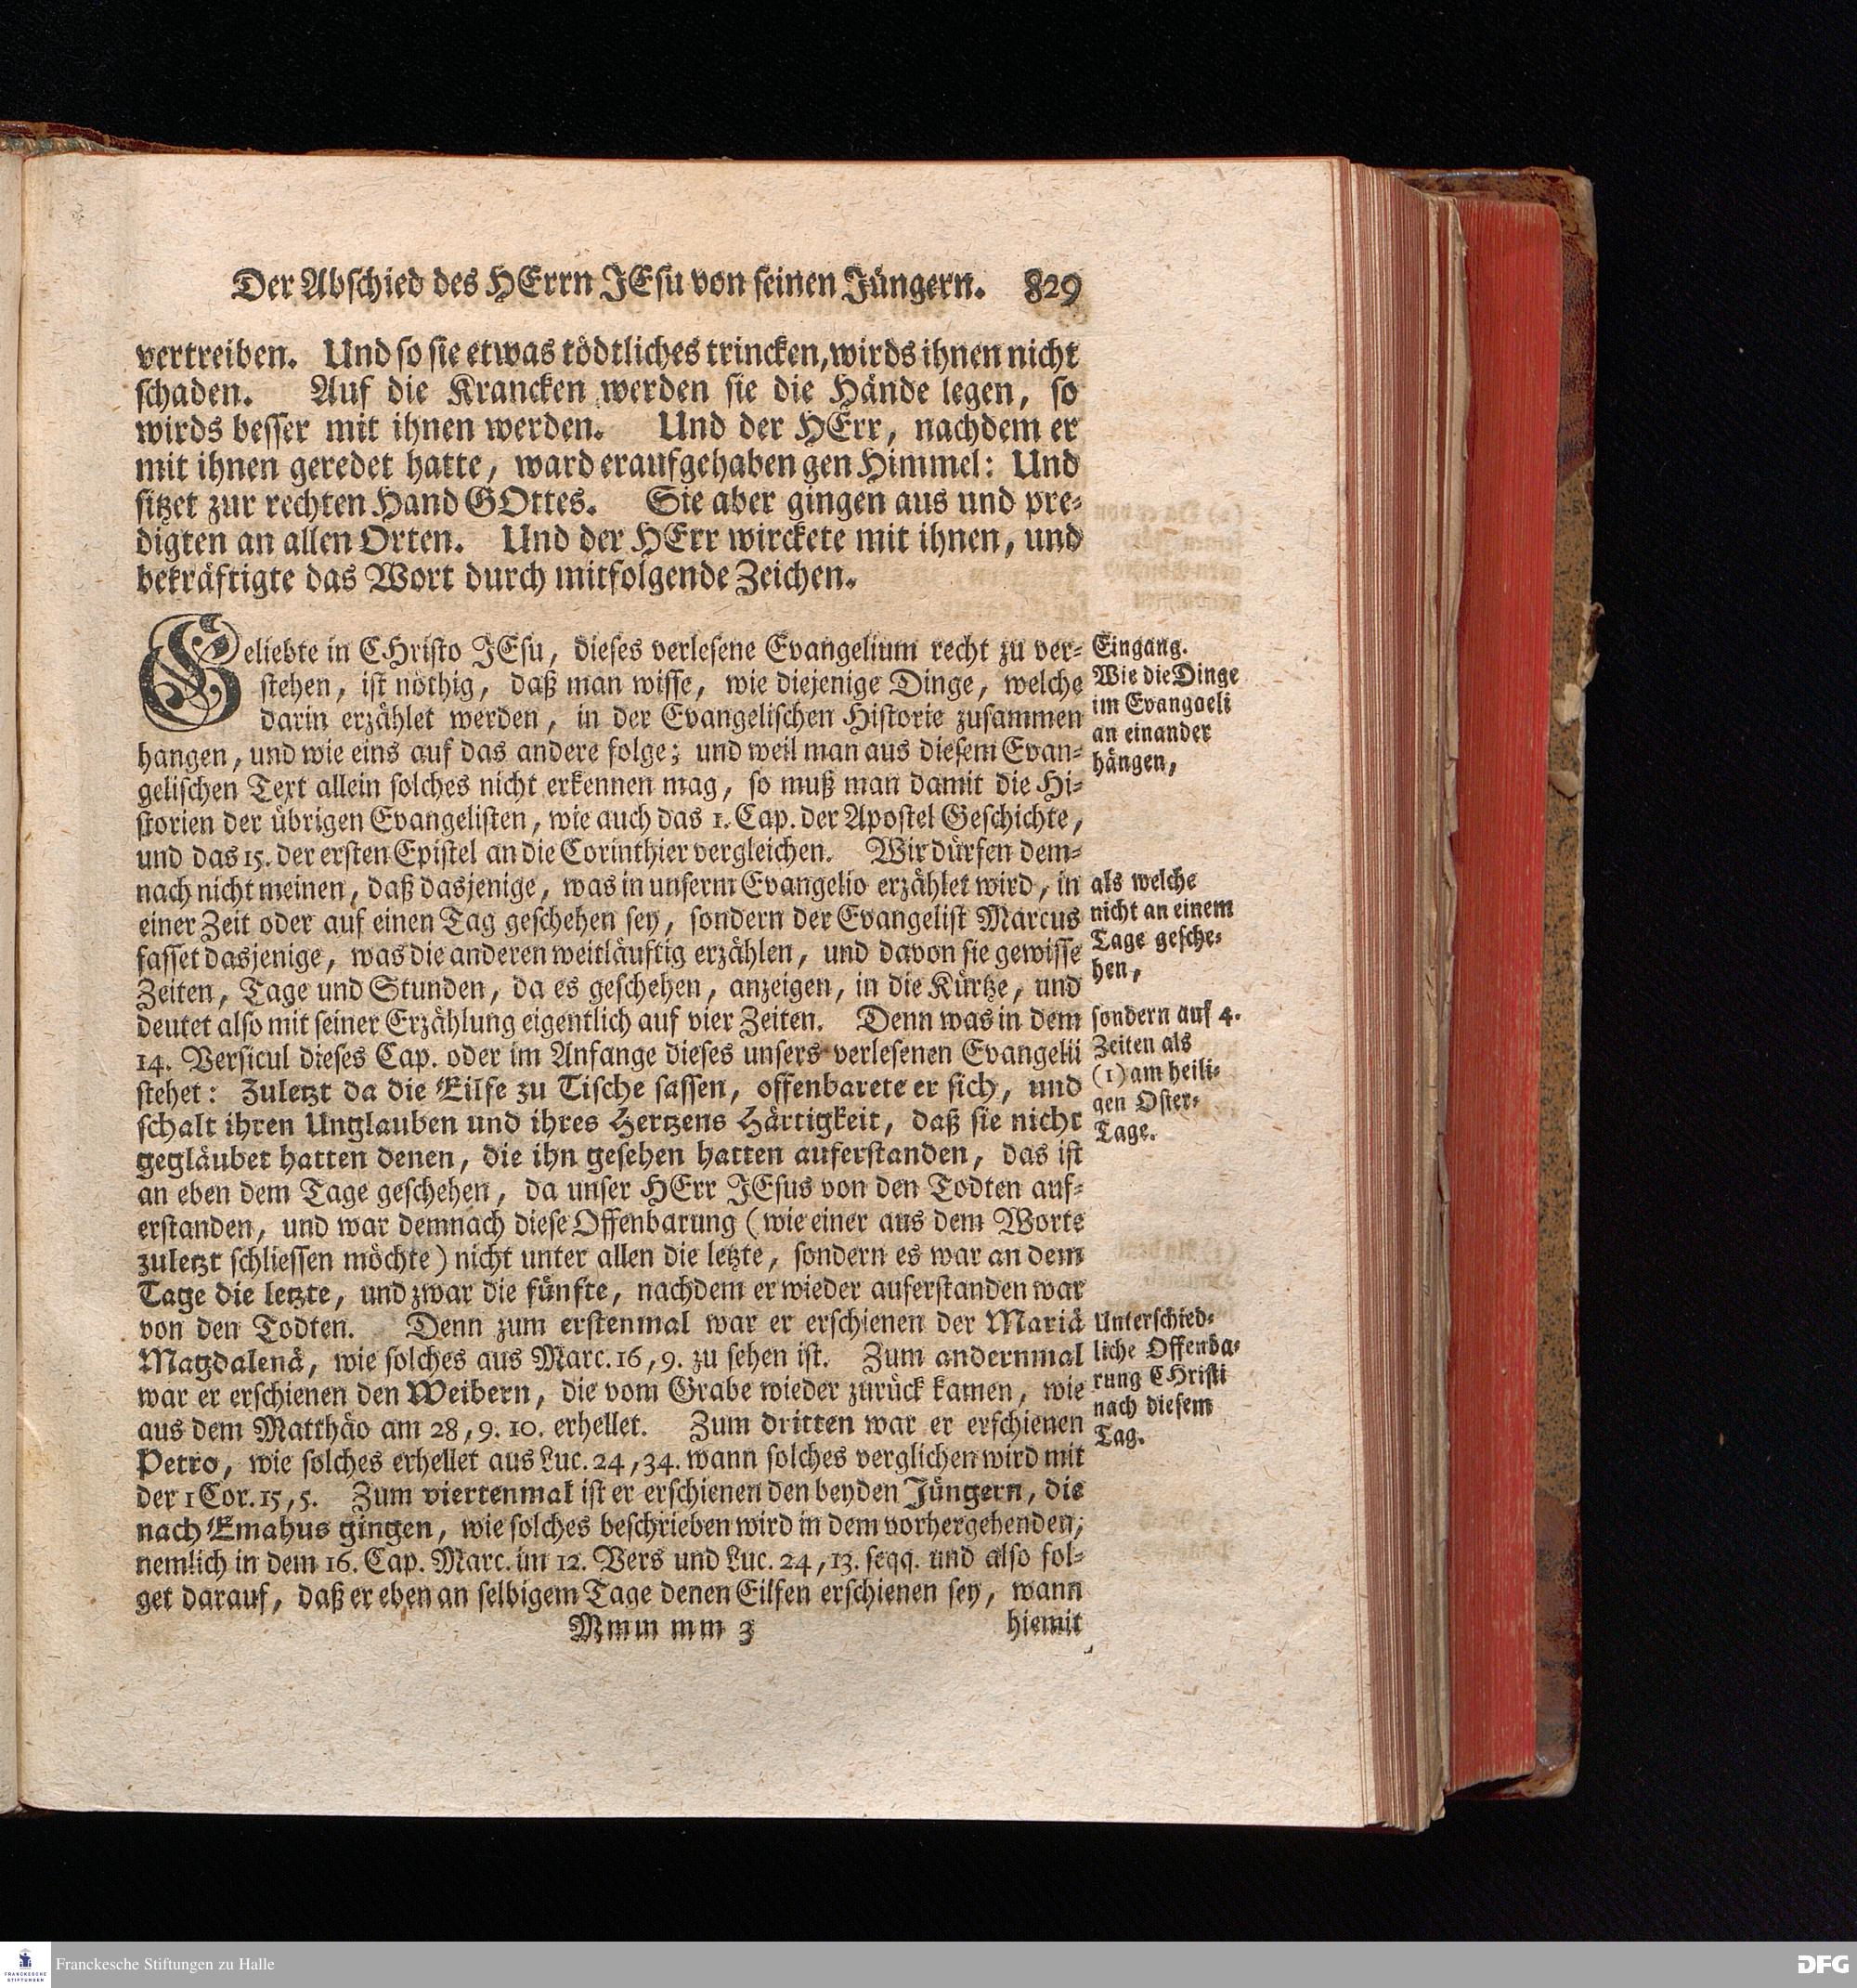 Der Abschied des HErrn JEsu von seinen Jüngern. 829
vertreiben. Und so sie etwas tödtliches trincken, wirds ihnen nicht
schaden. Auf die Krancken werden sie die Hände legen, so
wirds besser mit ihnen werden. Und der HErr, nachdem er
mit ihnen geredet hatte, ward er aufgehaben gen Himmel: Und
sitzet zur rechten Hand GOttes. Sie aber gingen aus und pre-
digten an allen Orten. Und der HErr wirckete mit ihnen, und
bekräftigte das Wort durch mitfolgende Zeichen.
Geliebte in CHristo JEsu, dieses verlesene Evangelium recht zu ver-
stehen, ist nöthig, daß man wisse, wie diejenige Dinge, welche
darin erzählet werden, in der Evangelischen Historie zusammen
hangen, und wie eins auf das andere folge; und weil man aus diesem Evan-
gelischen Text allein solches nicht erkennen mag, so muß man damit die Hi-
storien der übrigen Evangelisten, wie auch das 1. Cap. der Apostel Geschichte,
und das 15. der ersten Epistel an die Corinthier vergleichen. Wir dürfen dem-
nach nicht meinen, daß dasjenige, was in unserm Evangelio erzählet wird, in
einer Zeit oder auf einen Tag geschehen sey, sondern der Evangelist Marcus
fasset dasjenige, was die anderen weitläuftig erzählen, und davon sie gewisse
Zeiten, Tage und Stunden, da es geschehen, anzeigen, in die Kürtze, und
deutet also mit seiner Erzählung eigentlich auf vier Zeiten. Denn was in dem
14. Versicul dieses Cap. oder im Anfange dieses unsers verlesenen Evangelii
stehet: Zuletzt da die Eilfe zu Tische sassen, offenbarete er sich, und
schalt ihren Unglauben und ihres Hertzens Härtigkeit, daß sie nicht
gegläubet hatten denen, die ihn gesehen hatten auferstanden, das ist
an eben dem Tage geschehen, da unser HErr JEsus von den Todten auf-
erstanden, und war demnach diese Offenbarung (wie einer aus dem Worte
zuletzt schliessen möchte) nicht unter allen die letzte, sondern es war an dem
Tage die letzte, und zwar die fünfte, nachdem er wieder auferstanden war
von den Todten. Denn zum erstenmal war er erschienen der Mariä
Magdalenä, wie solches aus Marc. 16, 9. zu sehen ist. Zum andernmal
war er erschienen den Weibern, die vom Grabe wieder zurück kamen, wie
aus dem Matthäo am 28, 9. 10. erhellet. Zum dritten war er erschienen
Petro, wie solches erhellet aus Luc. 24, 34. wann solches verglichen wird mit
der 1 Cor. 15, 5. Zum viertenmal ist er erschienen den beyden Jüngern, die
nach Emahus gingen, wie solches beschrieben wird in dem vorhergehenden,
nemlich in dem 16. Cap. Marc. im 12. Vers und Luc. 24, 13. seqq. und also fol-
get darauf, daß er eben an selbigem Tage denen Eilfen erschienen sey, wann
Mmm mm 3 hiemit
Eingang.
Wie die Dinge
im Evangaeli
an einander
hängen,
als welche
nicht an einem
Tage gesche-
hen,
sondern auf 4.
Zeiten als
(1) am heili-
gen Oster-
Tage.
Unterschied-
liche Offenba-
rung CHristi
nach diesem
Tag.
FRANCKESCHE
STIFTUNGEN
Franckesche Stiftungen zu Halle
DFG